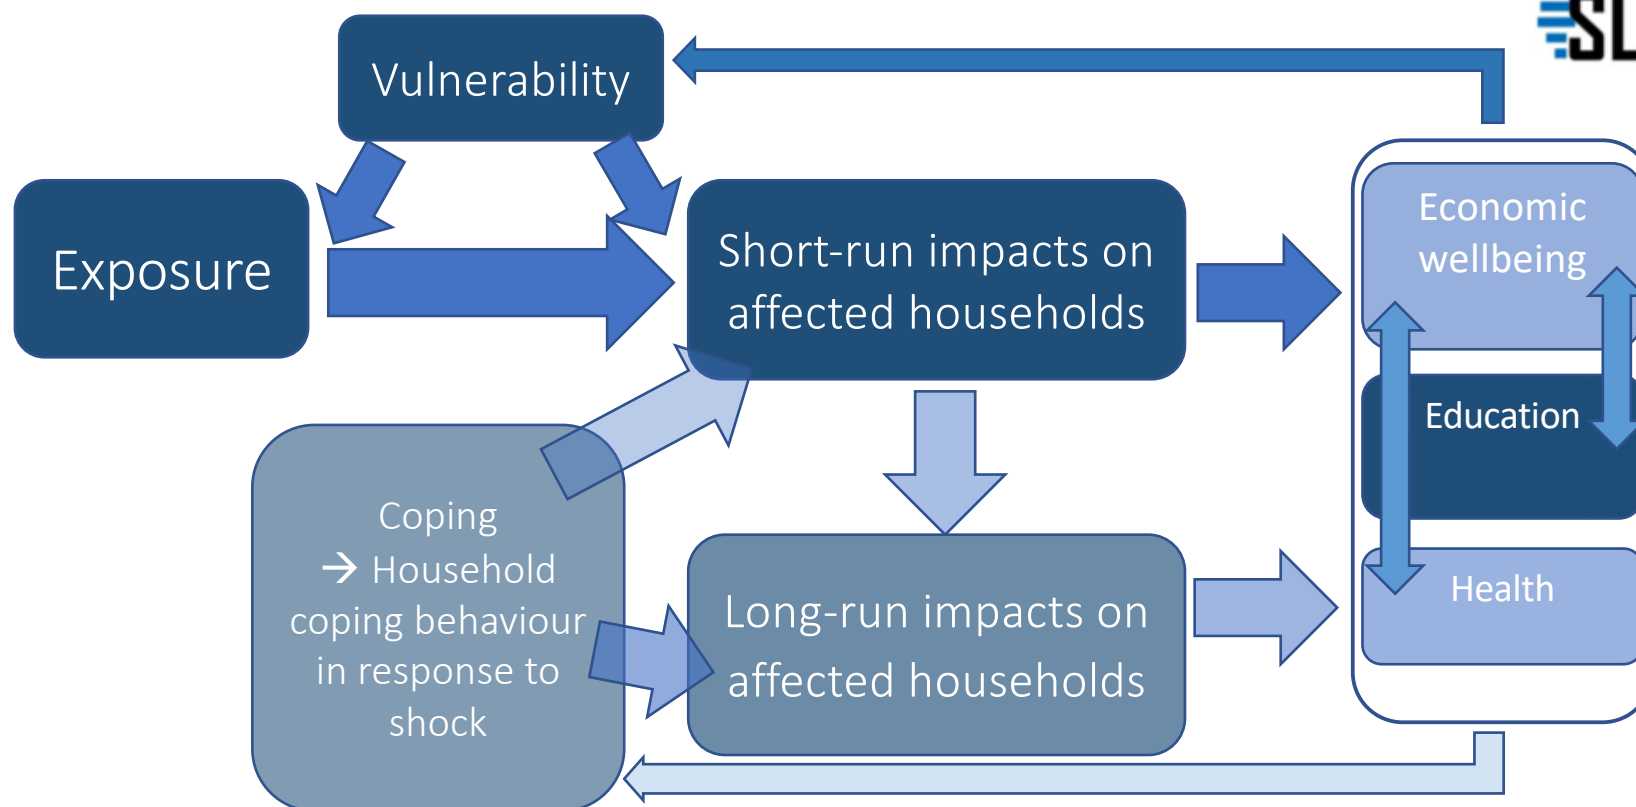 SL
Vulnerability
Exposure
Short-run impacts on
affected households
Economic
wellbeing
Education
Coping
→ Household
coping behaviour
in response to
shock
Long-run impacts on
affected households
Health